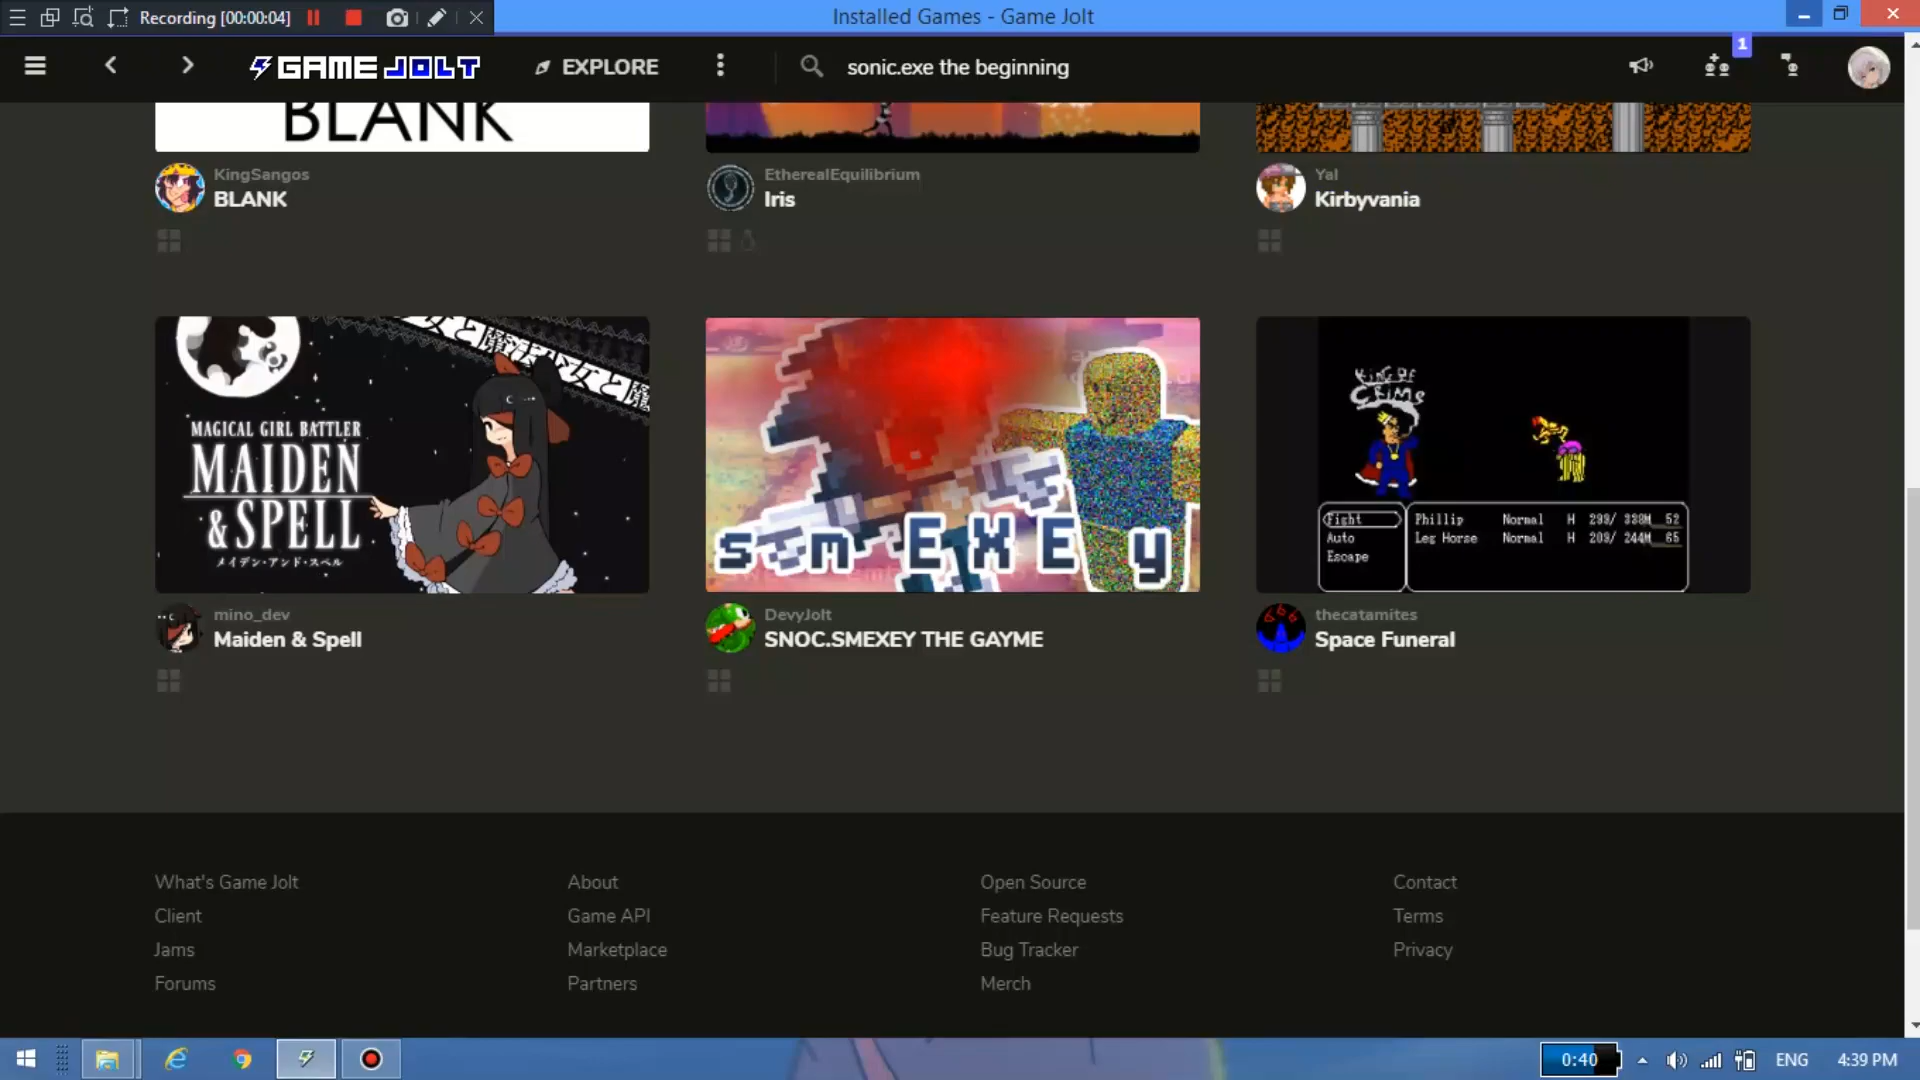 Recording [00:00:04]
Installed Games - Game Jolt
GAME JOLT
EXPLORE
sonic.exe the beginning
1
BLANK
KingSangos
BLANK
EtherealEquilibrium
Iris
Yal
Kirbyvania
MAGICAL GIRL BATTLER
MAIDEN
& SPELL
メイデン・アンド・スペル
KING OF
CRIME
Fight
Auto
Escape
Phillip Normal H
Leg Horse Normal H
mino_dev
Maiden & Spell
DevyJolt
SNOC.SMEXEY THE GAYME
thecatamites
Space Funeral
What's Game Jolt
About
Open Source
Contact
Client
Game API
Feature Requests
Terms
Jams
Marketplace
Bug Tracker
Privacy
Forums
Partners
Merch
0:40
ENG
4:39 PM